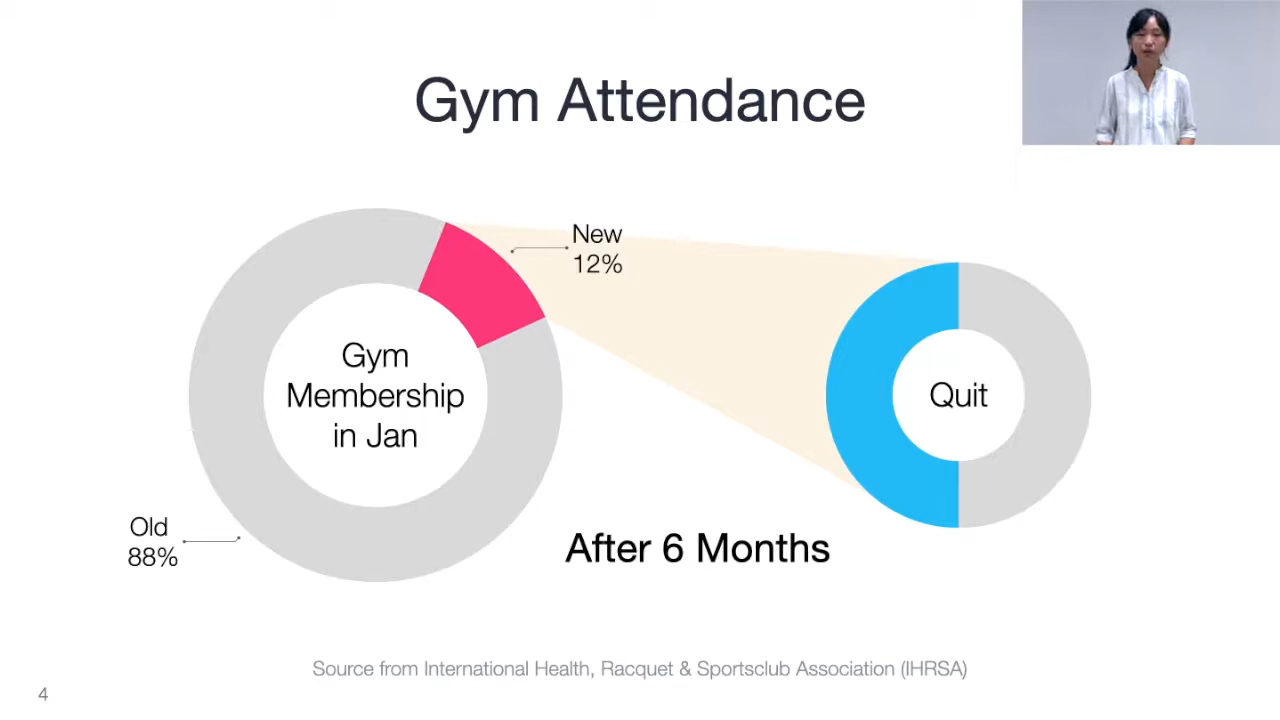 Gym Attendance
New
12%
Gym
Membership
in Jan
Quit
Old
88%
After 6 Months
Source from International Health, Racquet & Sportsclub Association (IHRSA)
4